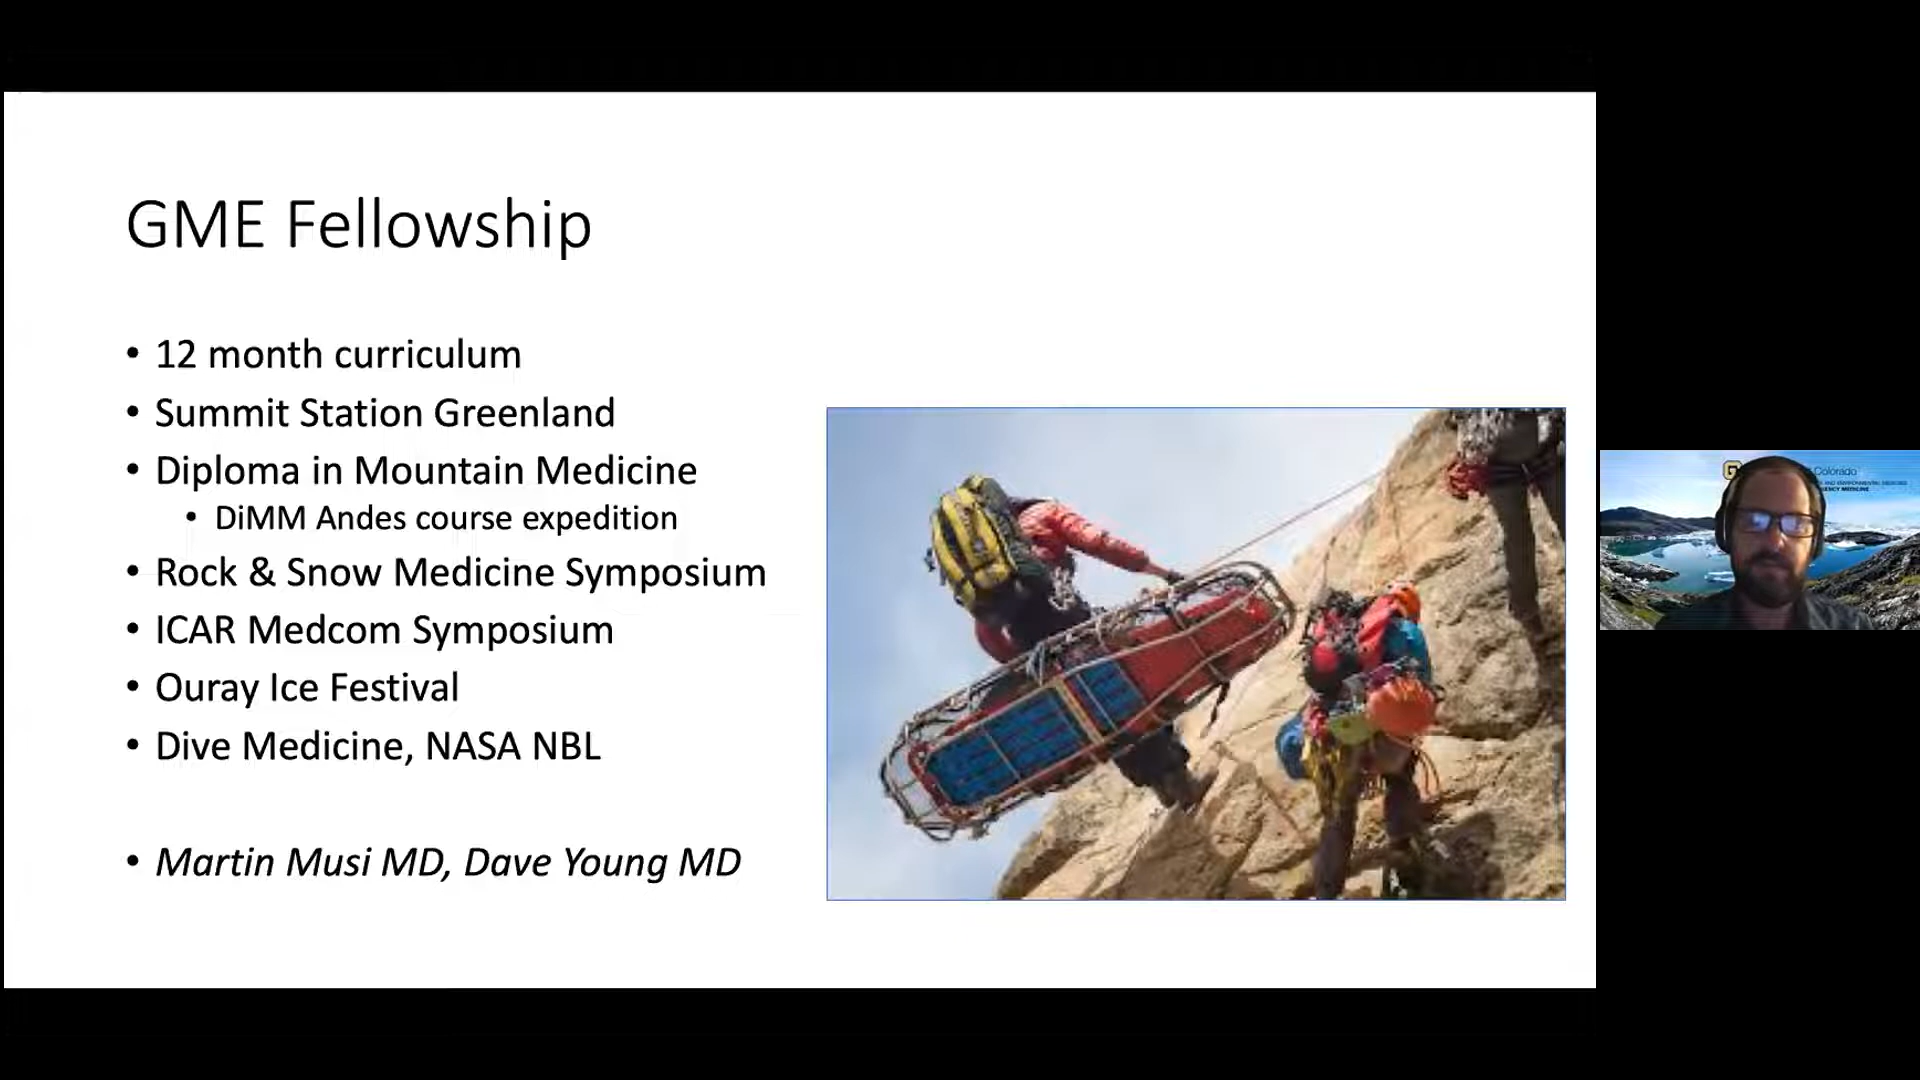 GME Fellowship
• 12 month curriculum
• Summit Station Greenland
• Diploma in Mountain Medicine
• DiMM Andes course expedition
• Rock & Snow Medicine Symposium
• ICAR Medcom Symposium
• Ouray Ice Festival
• Dive Medicine, NASA NBL
• Martin Musi MD, Dave Young MD
Colorado
MEDICINE